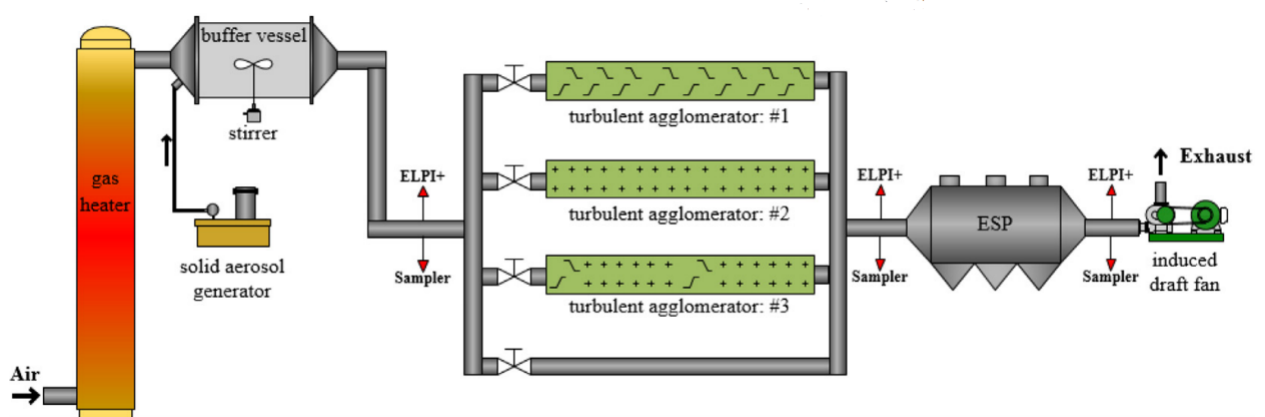 buffer vessel
stirrer
gas
heater
solid aerosol
generator
Air
ELPI+
Sampler
turbulent agglomerator: #1
turbulent agglomerator: #2
turbulent agglomerator: #3
ELPI+
Sampler
ESP
ELPI+
Sampler
Exhaust
induced
draft fan